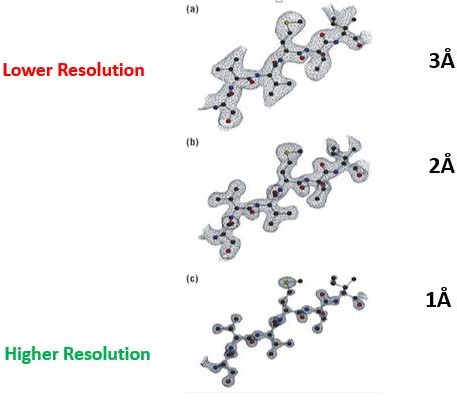 (a)
3Å
Lower Resolution
(b)
2Å
(c)
1Å
Higher Resolution